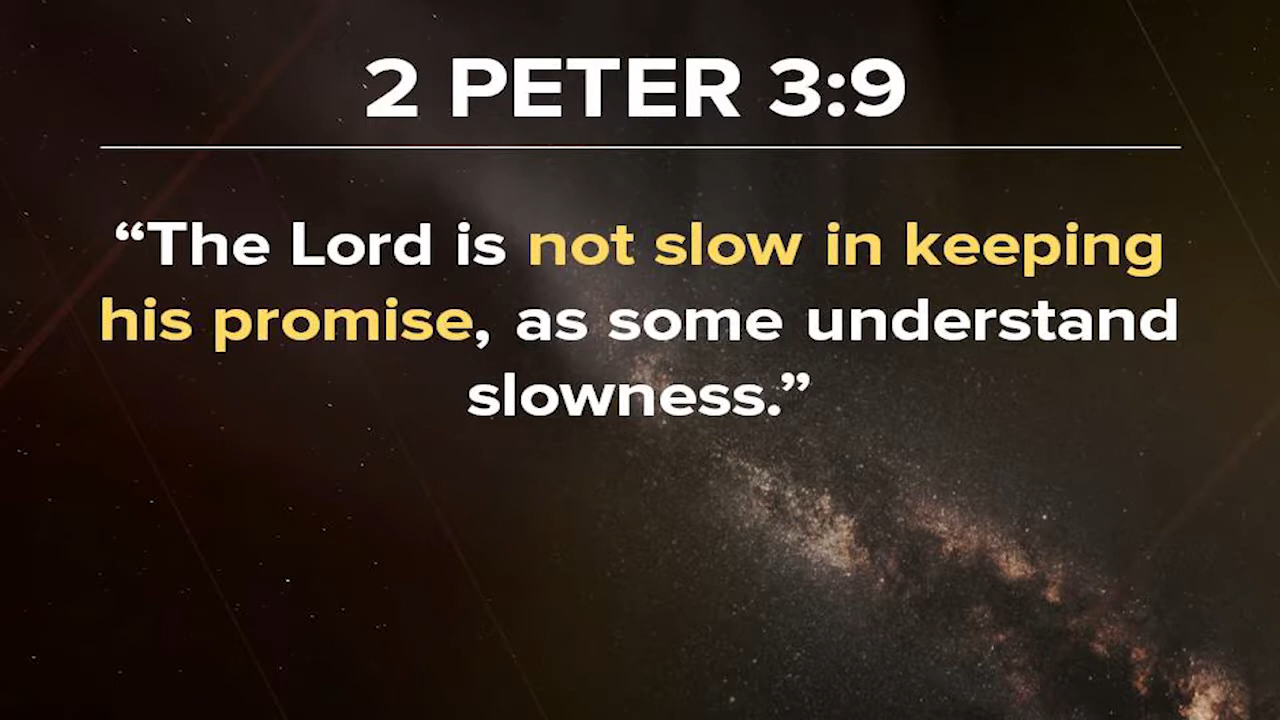 2 PETER 3:9
“The Lord is not slow in keeping
his promise, as some understand
slowness.”